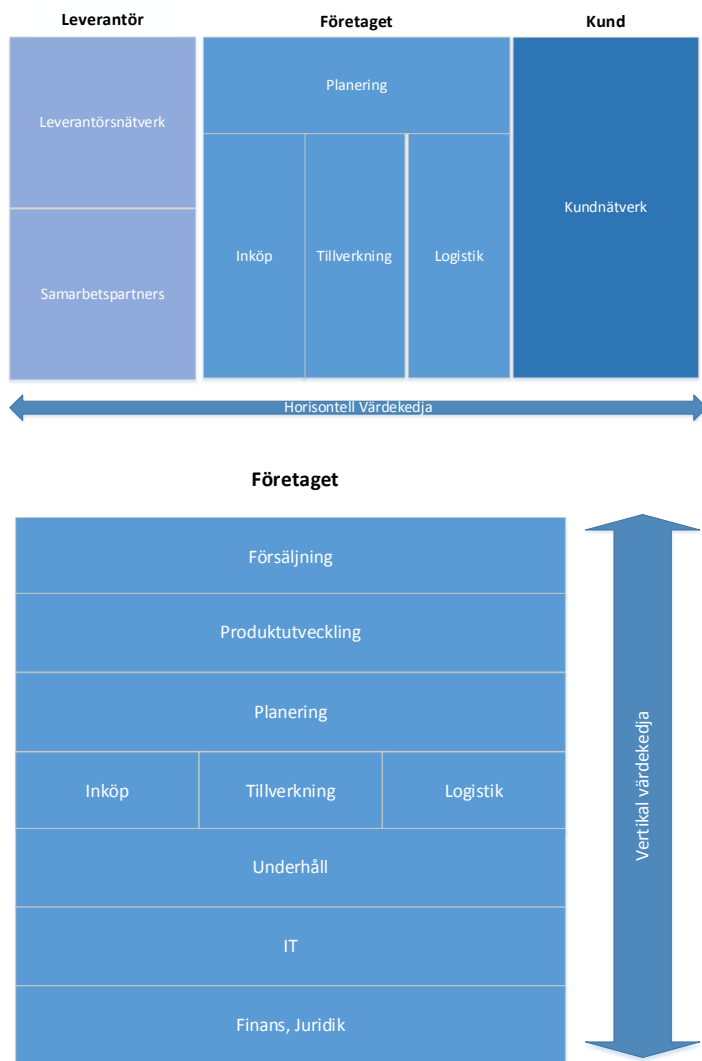 Leverantör
Företaget
Kund
Leverantörsnätverk
Samarbetspartners
Planering
Inköp
Tillverkning
Logistik
Kundnätverk
Horisontell Värdekedja
Företaget
Försäljning
Produktutveckling
Planering
Inköp
Tillverkning
Logistik
Underhåll
IT
Finans, Juridik
Vertikal värdekedja